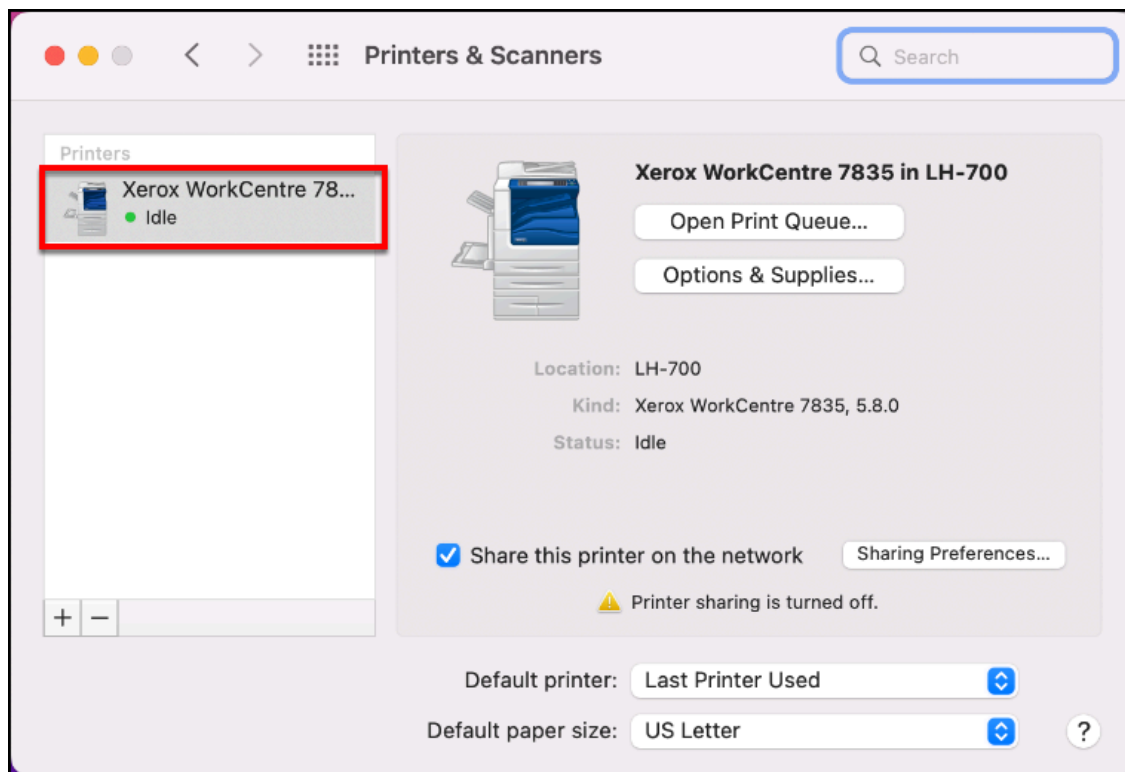 Printers & Scanners
Search
Printers
Xerox WorkCentre 78...
Idle
Xerox WorkCentre 7835 in LH-700
Open Print Queue...
Options & Supplies...
Location: LH-700
Kind: Xerox WorkCentre 7835, 5.8.0
Status: Idle
Share this printer on the network
Sharing Preferences...
Printer sharing is turned off.
+ −
Default printer: Last Printer Used
Default paper size: US Letter
?